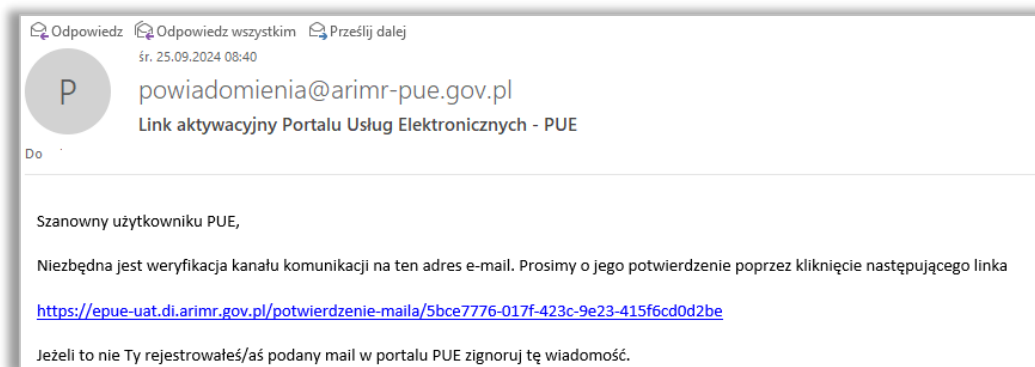 Odpowiedz Odpowiedz wszystkim Prześlij dalej
śr. 25.09.2024 08:40
P
powiadomienia@arimr-pue.gov.pl
Link aktywacyjny Portalu Usług Elektronicznych - PUE
Do
Szanowny użytkowniku PUE,
Niezbędna jest weryfikacja kanału komunikacji na ten adres e-mail. Prosimy o jego potwierdzenie poprzez kliknięcie następującego linka
https://epue-uat.di.arimr.gov.pl/potwierdzenie-maila/5bce7776-017f-423c-9e23-415f6cd0d2be
Jeżeli to nie Ty rejestrowałeś/aś podany mail w portalu PUE zignoruj tę wiadomość.